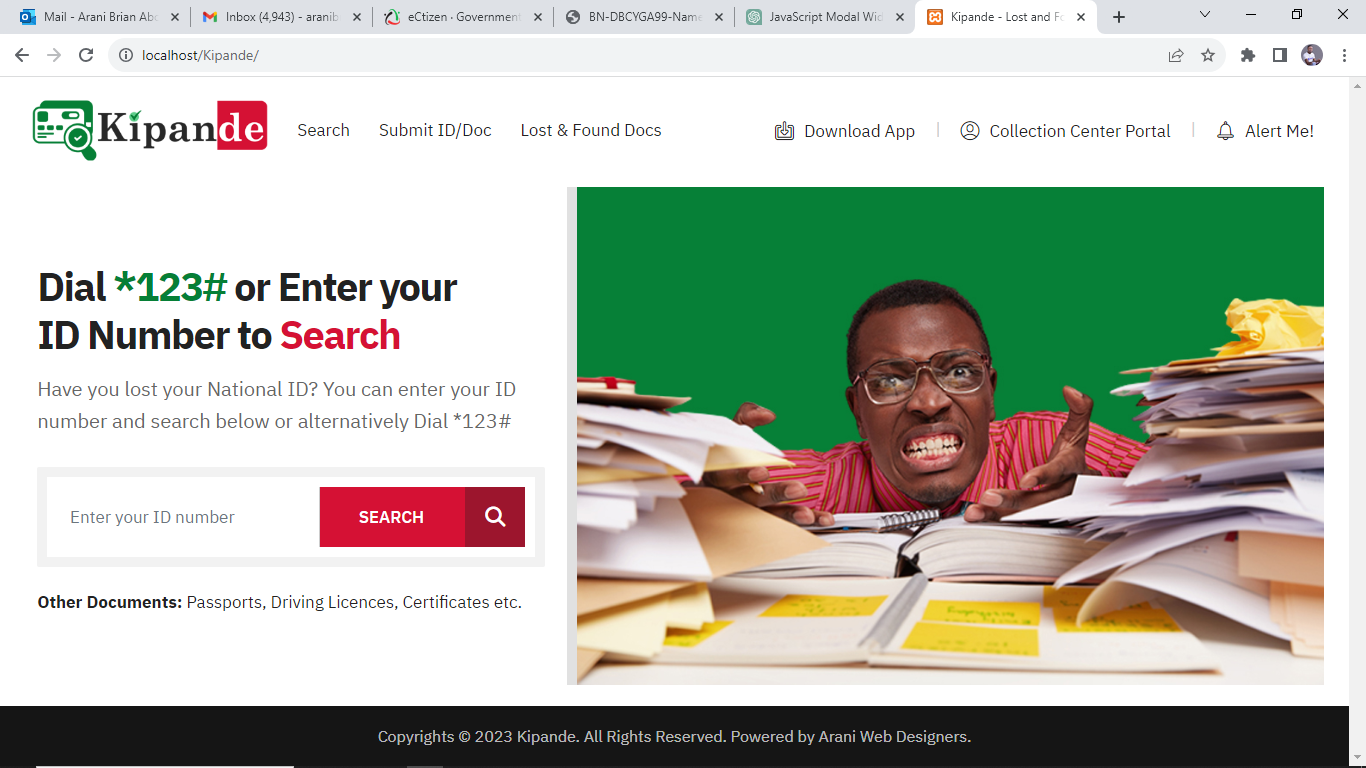 Mail - Arani Brian Abo
Inbox (4,943) - aranib
eCtizen · Government
BN-DBCYGA99-Name
JavaScript Modal Wid
Kipande - Lost and Fo
localhost/Kipande/
Kipande
Search
Submit ID/Doc
Lost & Found Docs
Download App
Collection Center Portal
Alert Me!
Dial *123# or Enter your
ID Number to Search
Have you lost your National ID? You can enter your ID
number and search below or alternatively Dial *123#
Enter your ID number
SEARCH
Other Documents: Passports, Driving Licences, Certificates etc.
Copyrights © 2023 Kipande. All Rights Reserved. Powered by Arani Web Designers.